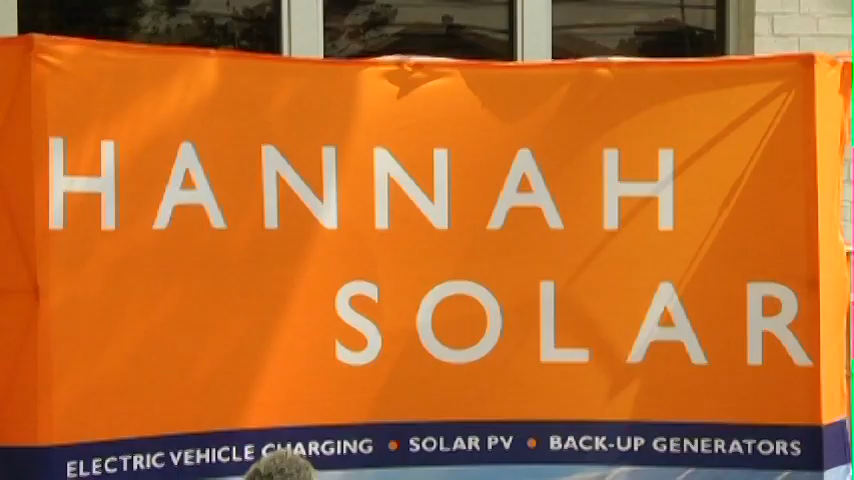 HANNAH
SOLAR
ELECTRIC VEHICLE CHARGING • SOLAR PV • BACK-UP GENERATORS